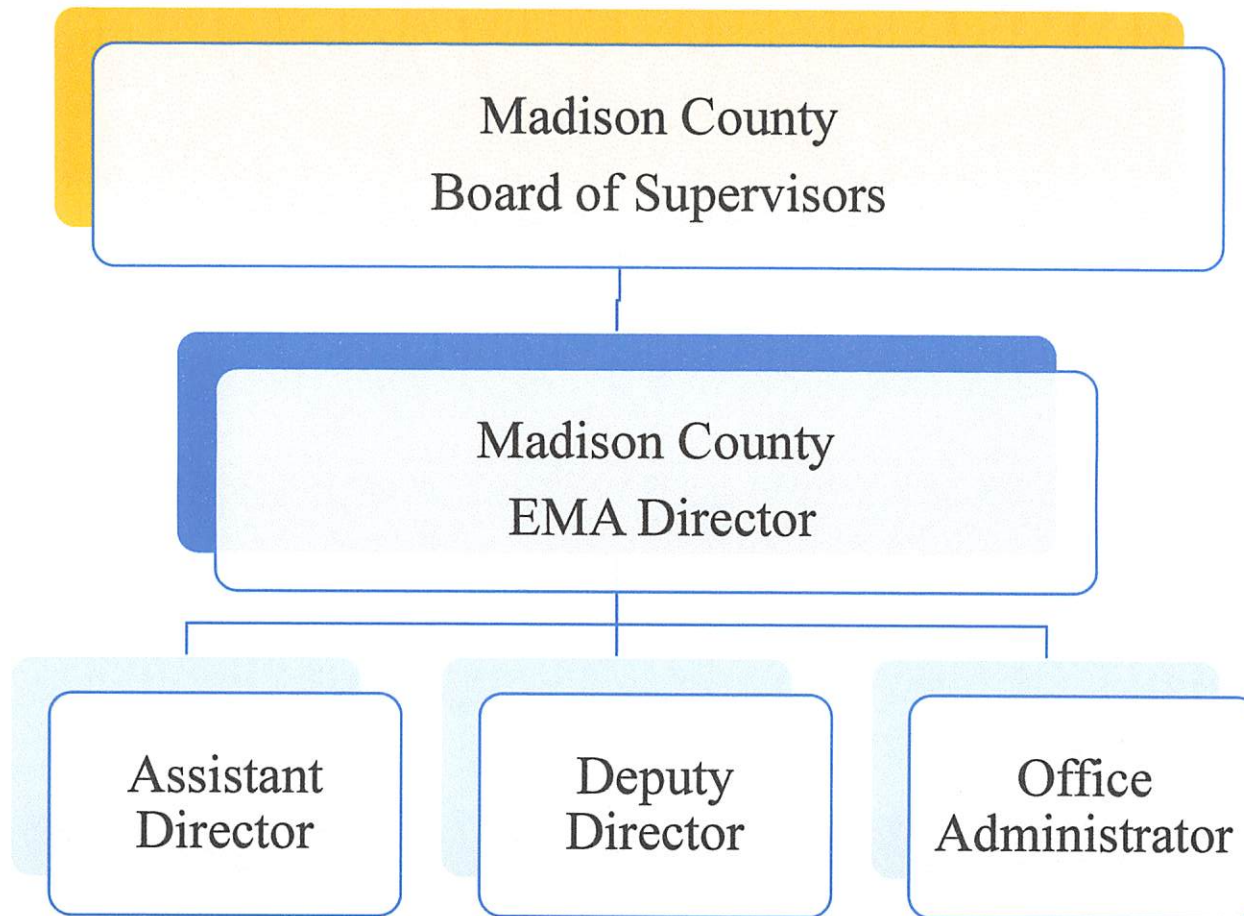 Madison County
Board of Supervisors
Madison County
EMA Director
Assistant
Director
Deputy
Director
Office
Administrator